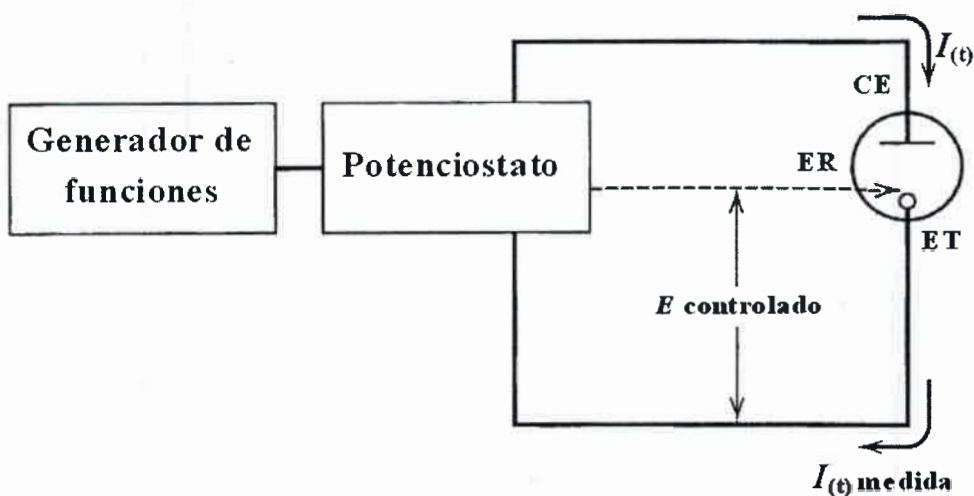 I(t)
CE
Generador de
funciones
Potenciostato
ER
ET
E controlado
I(t) medida